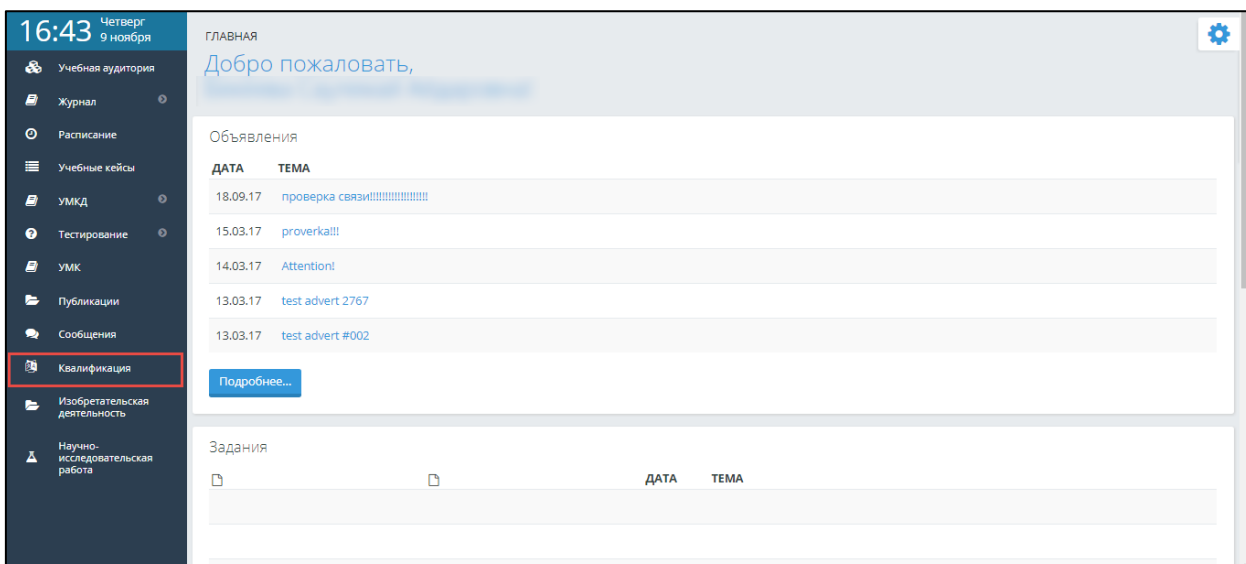 16:43 Четверг
9 ноября
Учебная аудитория
Журнал
Расписание
Учебные кейсы
УМКД
Тестирование
УМК
Публикации
Сообщения
Квалификация
Изобретательская
деятельность
Научно-
исследовательская
работа
ГЛАВНАЯ
Добро пожаловать,
Объявления
ДАТА ТЕМА
18.09.17 проверка связи!!!!!!!!!!!!!!!!!!!
15.03.17 proverka!!!
14.03.17 Attention!
13.03.17 test advert 2767
13.03.17 test advert #002
Подробнее...
Задания
ДАТА ТЕМА